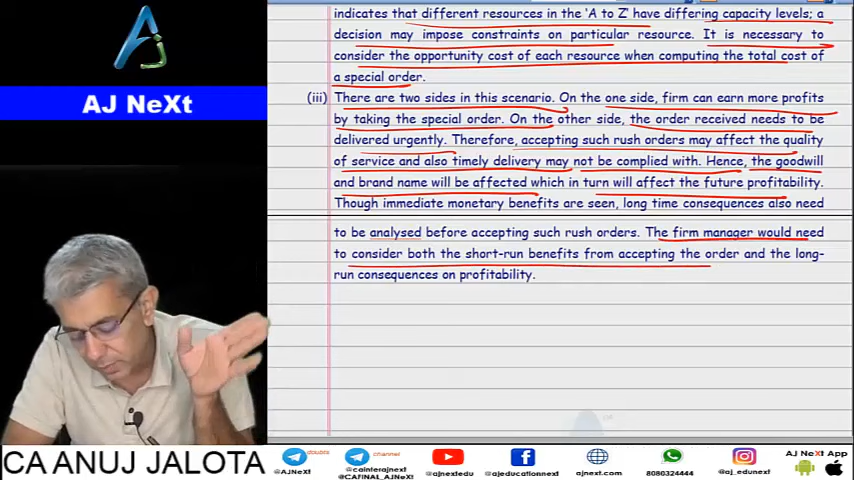 AJ NeXt
indicates that different resources in the 'A to Z' have differing capacity levels; a
decision may impose constraints on particular resource. It is necessary to
consider the opportunity cost of each resource when computing the total cost of
a special order.
(iii) There are two sides in this scenario. On the one side, firm can earn more profits
by taking the special order. On the other side, the order received needs to be
delivered urgently. Therefore, accepting such rush orders may affect the quality
of service and also timely delivery may not be complied with. Hence, the goodwill
and brand name will be affected which in turn will affect the future profitability.
Though immediate monetary benefits are seen, long time consequences also need
to be analysed before accepting such rush orders. The firm manager would need
to consider both the short-run benefits from accepting the order and the long-
run consequences on profitability.
CA ANUJ JALOTA
doubts
@AJNeXt
channel
@cainterajnext
@CAFINAL_AJNeXt
@ajnextedu
@ajeducationnext
ajnext.com
8080324444
@aj_edunext
AJ NeXt App